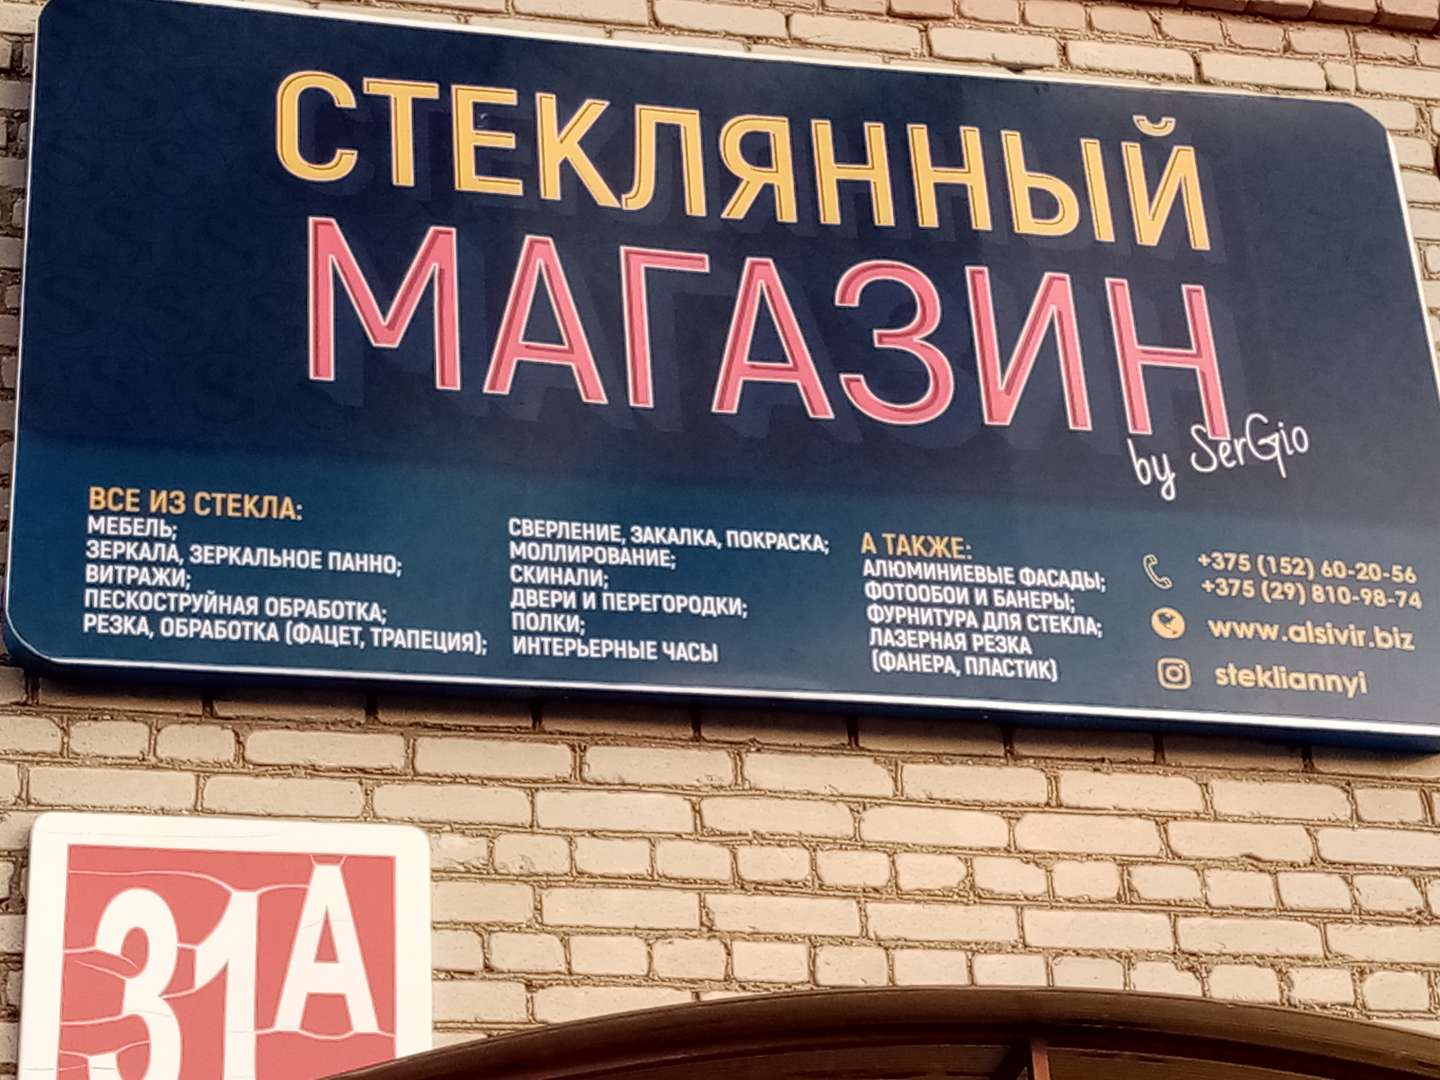 СТЕКЛЯННЫЙ
МАГАЗИН
by SerGio
ВСЕ ИЗ СТЕКЛА:
МЕБЕЛЬ;
ЗЕРКАЛА, ЗЕРКАЛЬНОЕ ПАННО;
ВИТРАЖИ;
ПЕСКОСТРУЙНАЯ ОБРАБОТКА;
РЕЗКА, ОБРАБОТКА (ФАЦЕТ, ТРАПЕЦИЯ);
СВЕРЛЕНИЕ, ЗАКАЛКА, ПОКРАСКА;
МОЛЛИРОВАНИЕ;
СКИНАЛИ;
ДВЕРИ И ПЕРЕГОРОДКИ;
ПОЛКИ;
ИНТЕРЬЕРНЫЕ ЧАСЫ
А ТАКЖЕ:
АЛЮМИНИЕВЫЕ ФАСАДЫ;
ФОТООБОИ И БАНЕРЫ;
ФУРНИТУРА ДЛЯ СТЕКЛА;
ЛАЗЕРНАЯ РЕЗКА
(ФАНЕРА, ПЛАСТИК)
+375 (152) 60-20-56
+375 (29) 810-98-74
www.alsivir.biz
stekliannyi
31А